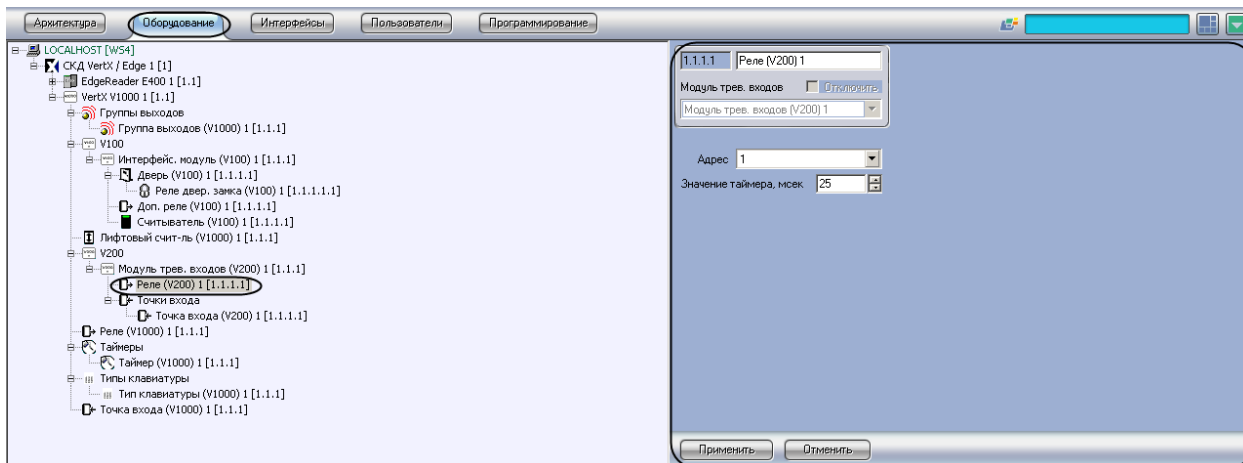 Архитектура Оборудование Интерфейсы Пользователи Программирование
LOCALHOST [WS4]
СКД VertX / Edge 1 [1]
EdgeReader E400 1 [1.1]
VertX V1000 1 [1.1]
Группы выходов
Группа выходов (V1000) 1 [1.1.1]
V100
Интерфейс. модуль (V100) 1 [1.1.1]
Дверь (V100) 1 [1.1.1.1]
Реле двер. замка (V100) 1 [1.1.1.1.1]
Доп. реле (V100) 1 [1.1.1.1]
Считыватель (V100) 1 [1.1.1.1]
Лифтовый счит-ль (V1000) 1 [1.1.1]
V200
Модуль трев. входов (V200) 1 [1.1.1]
Реле (V200) 1 [1.1.1.1]
Точки входа
Точка входа (V200) 1 [1.1.1.1]
Реле (V1000) 1 [1.1.1]
Таймеры
Таймер (V1000) 1 [1.1.1]
Типы клавиатуры
Тип клавиатуры (V1000) 1 [1.1.1]
Точка входа (V1000) 1 [1.1.1]
1.1.1.1 Реле (V200) 1
Модуль трев. входов Отключить
Модуль трев. входов (V200) 1
Адрес 1
Значение таймера, мсек 25
Применить Отменить